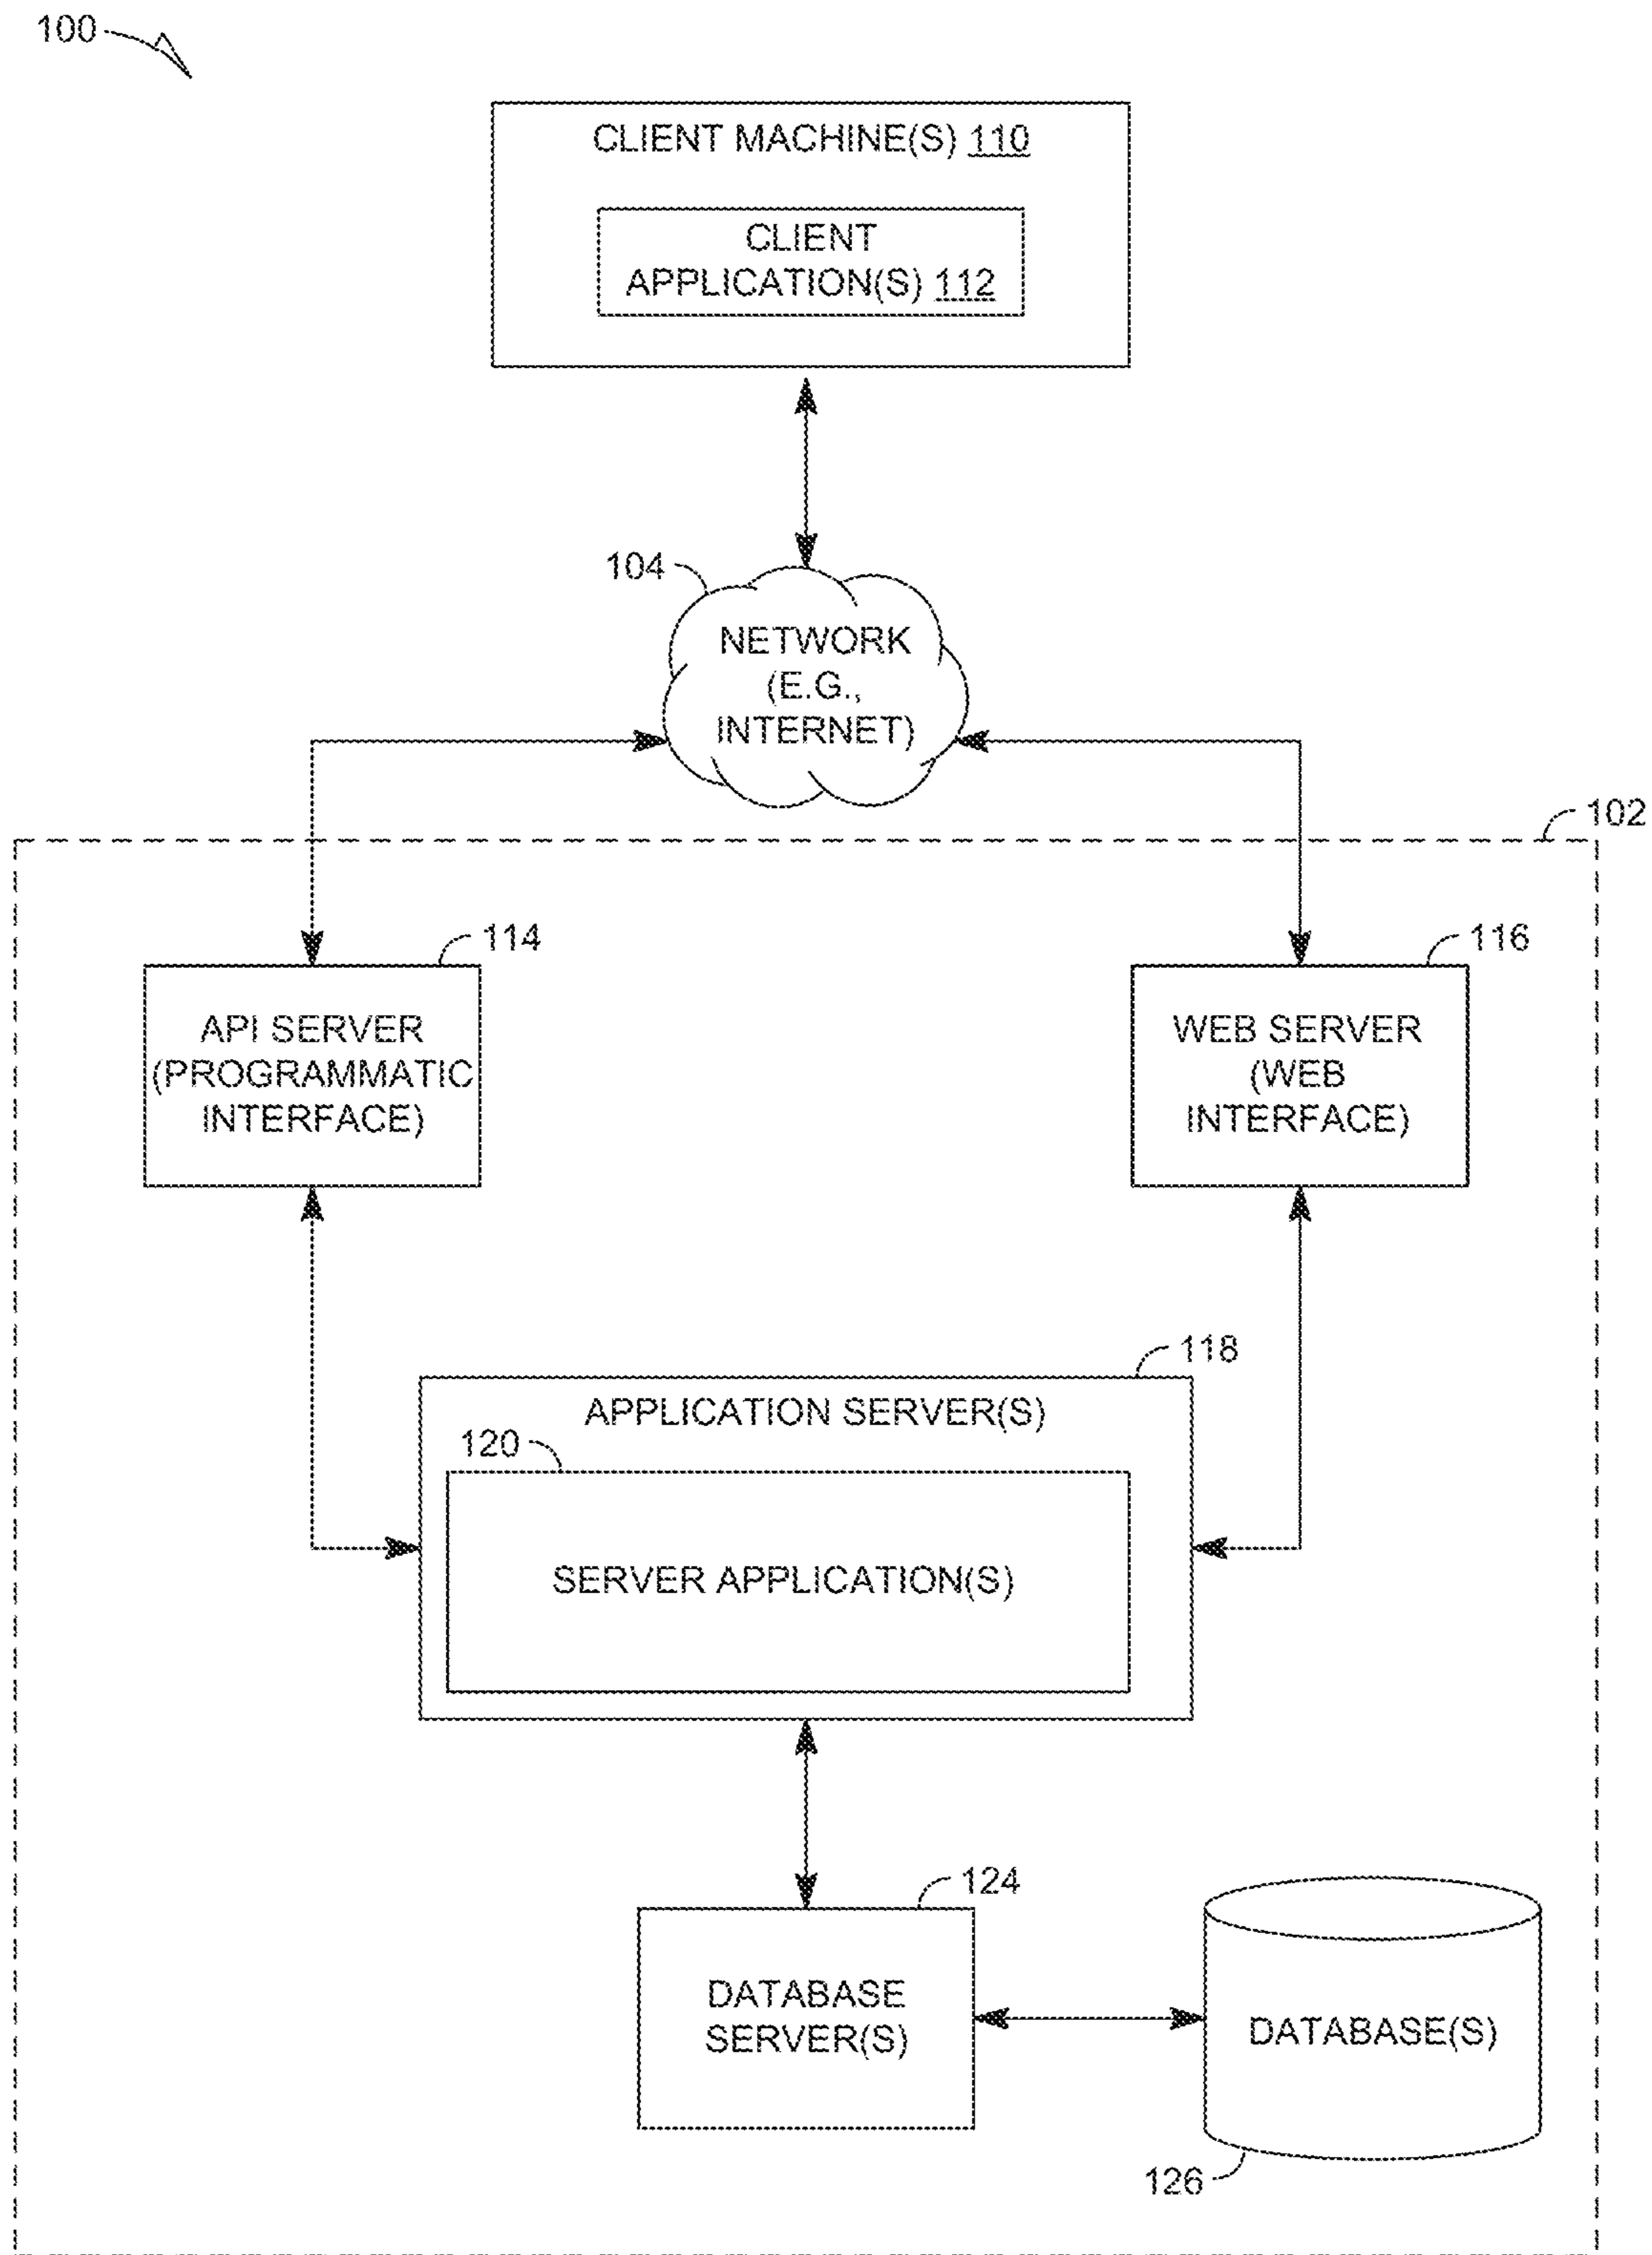 100
CLIENT MACHINE(S) 110
CLIENT
APPLICATION(S) 112
104
NETWORK
(E.G.,
INTERNET)
102
114
API SERVER
(PROGRAMMATIC
INTERFACE)
116
WEB SERVER
(WEB
INTERFACE)
118
APPLICATION SERVER(S)
120
SERVER APPLICATION(S)
124
DATABASE
SERVER(S)
DATABASE(S)
126